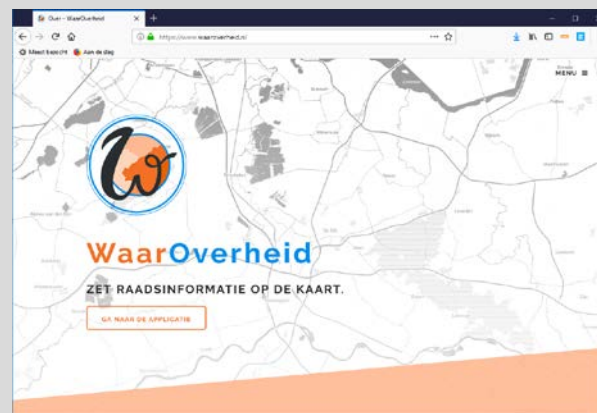 Over – WaarOverheid
https://www.waaroverheid.nl
Meest bezocht Aan de slag
MENU
WaarOverheid
ZET RAADSINFORMATIE OP DE KAART.
GA NAAR DE APPLICATIE